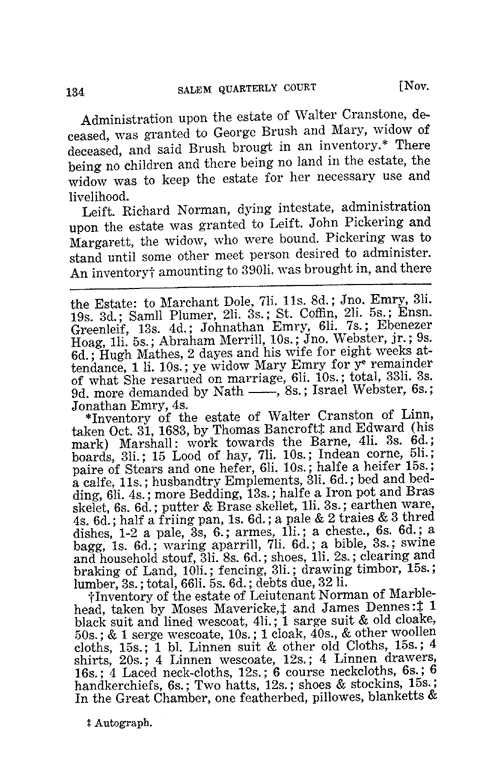 134 SALEM QUARTERLY COURT [Nov.
Administration upon the estate of Walter Cranstone, de-
ceased, was granted to George Brush and Mary, widow of
deceased, and said Brush brougt in an inventory.* There
being no children and there being no land in the estate, the
widow was to keep the estate for her necessary use and
livelihood.
Leift. Richard Norman, dying intestate, administration
upon the estate was granted to Leift. John Pickering and
Margarett, the widow, who were bound. Pickering was to
stand until some other meet person desired to administer.
An inventory† amounting to 390li. was brought in, and there
the Estate: to Marchant Dole, 7li. 11s. 8d.; Jno. Emry, 3li.
19s. 3d.; Samll Plumer, 2li. 3s.; St. Coffin, 2li. 5s.; Ensn.
Greenleif, 13s. 4d.; Johnathan Emry, 6li. 7s.; Ebenezer
Hoag, 1li. 5s.; Abraham Merrill, 10s.; Jno. Webster, jr.; 9s.
6d.; Hugh Mathes, 2 dayes and his wife for eight weeks at-
tendance, 1 li. 10s.; ye widow Mary Emry for yᵉ remainder
of what She resarued on marriage, 6li. 10s.; total, 33li. 3s.
9d. more demanded by Nath ——, 8s.; Israel Webster, 6s.;
Jonathan Emry, 4s.
*Inventory of the estate of Walter Cranston of Linn,
taken Oct. 31, 1683, by Thomas Bancroft‡ and Edward (his
mark) Marshall: work towards the Barne, 4li. 3s. 6d.;
boards, 3li.; 15 Lood of hay, 7li. 10s.; Indean corne, 5li.;
paire of Stears and one hefer, 6li. 10s.; halfe a heifer 15s.;
a calfe, 11s.; husbandtry Emplements, 3li. 6d.; bed and bed-
ding, 6li. 4s.; more Bedding, 13s.; halfe a Iron pot and Bras
skelet, 6s. 6d.; putter & Brase skellet, 1li. 3s.; earthen ware,
4s. 6d.; half a friing pan, 1s. 6d.; a pale & 2 traies & 3 thred
dishes, 1-2 a pale, 3s, 6.; armes, 1li.; a cheste., 6s. 6d.; a
bagg, 1s. 6d.; waring aparrill, 7li. 6d.; a bible, 3s.; swine
and household stouf, 3li. 8s. 6d.; shoes, 1li. 2s.; clearing and
braking of Land, 10li.; fencing, 3li.; drawing timbor, 15s.;
lumber, 3s.; total, 66li. 5s. 6d.; debts due, 32 li.
†Inventory of the estate of Leiutenant Norman of Marble-
head, taken by Moses Mavericke,‡ and James Dennes:‡ 1
black suit and lined wescoat, 4li.; 1 sarge suit & old cloake,
50s.; & 1 serge wescoate, 10s.; 1 cloak, 40s., & other woollen
cloths, 15s.; 1 bl. Linnen suit & other old Cloths, 15s.; 4
shirts, 20s.; 4 Linnen wescoate, 12s.; 4 Linnen drawers,
16s.; 4 Laced neck-cloths, 12s.; 6 course neckcloths, 6s.; 6
handkerchiefs, 6s.; Two hatts, 12s.; shoes & stockins, 15s.;
In the Great Chamber, one featherbed, pillowes, blanketts &
‡ Autograph.